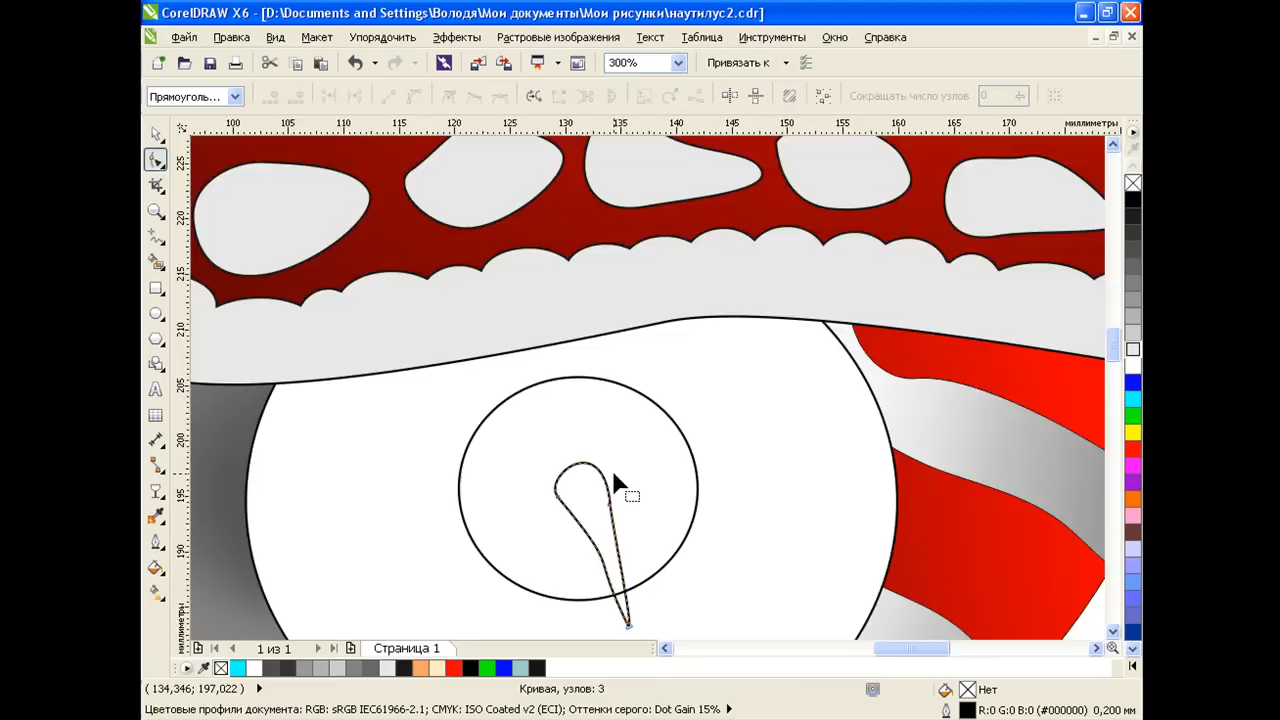 CorelDRAW X6 - [D:\Documents and Settings\Володя\Мои документы\Мои рисунки\наутилус2.cdr]
Файл Правка Вид Макет Упорядочить Эффекты Растровые изображения Текст Таблица Инструменты Окно Справка
300% Привязать к
Прямоуголь... Сокращать число узлов 0
100 105 110 115 120 125 130 135 140 145 150 155 160 165 170 миллиметры
225
220
215
210
205
200
195
190
миллиметры
1 из 1 Страница 1
( 134,346; 197,022 ) Кривая, узлов: 3 Нет
Цветовые профили документа: RGB: sRGB IEC61966-2.1; CMYK: ISO Coated v2 (ECI); Оттенки серого: Dot Gain 15% R:0 G:0 B:0 (#000000) 0,200 мм